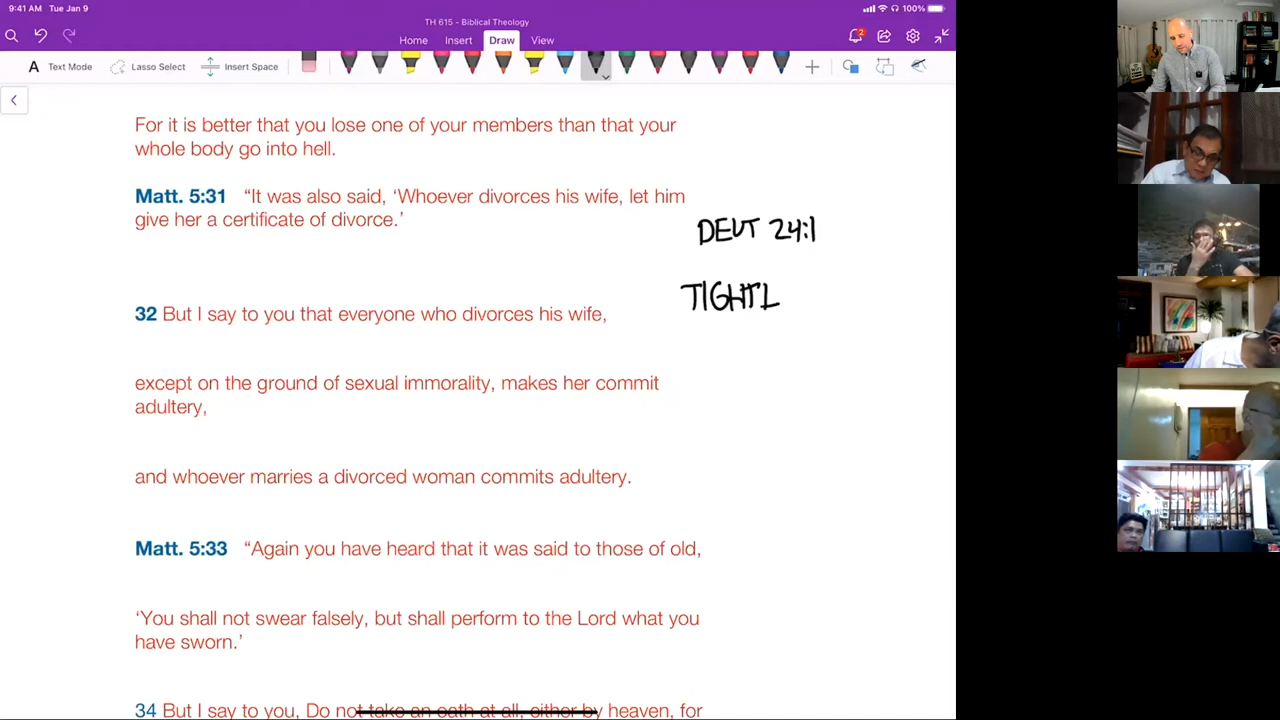 9:41 AM Tue Jan 9
100%
TH 615 - Biblical Theology
Home Insert Draw View
2
A Text Mode Lasso Select Insert Space
For it is better that you lose one of your members than that your
whole body go into hell.
Matt. 5:31 “It was also said, ‘Whoever divorces his wife, let him
give her a certificate of divorce.’
DEUT 24:1
TIGHTL
32 But I say to you that everyone who divorces his wife,
except on the ground of sexual immorality, makes her commit
adultery,
and whoever marries a divorced woman commits adultery.
Matt. 5:33 “Again you have heard that it was said to those of old,
‘You shall not swear falsely, but shall perform to the Lord what you
have sworn.’
34 But I say to you, Do not take an oath at all, either by heaven, for